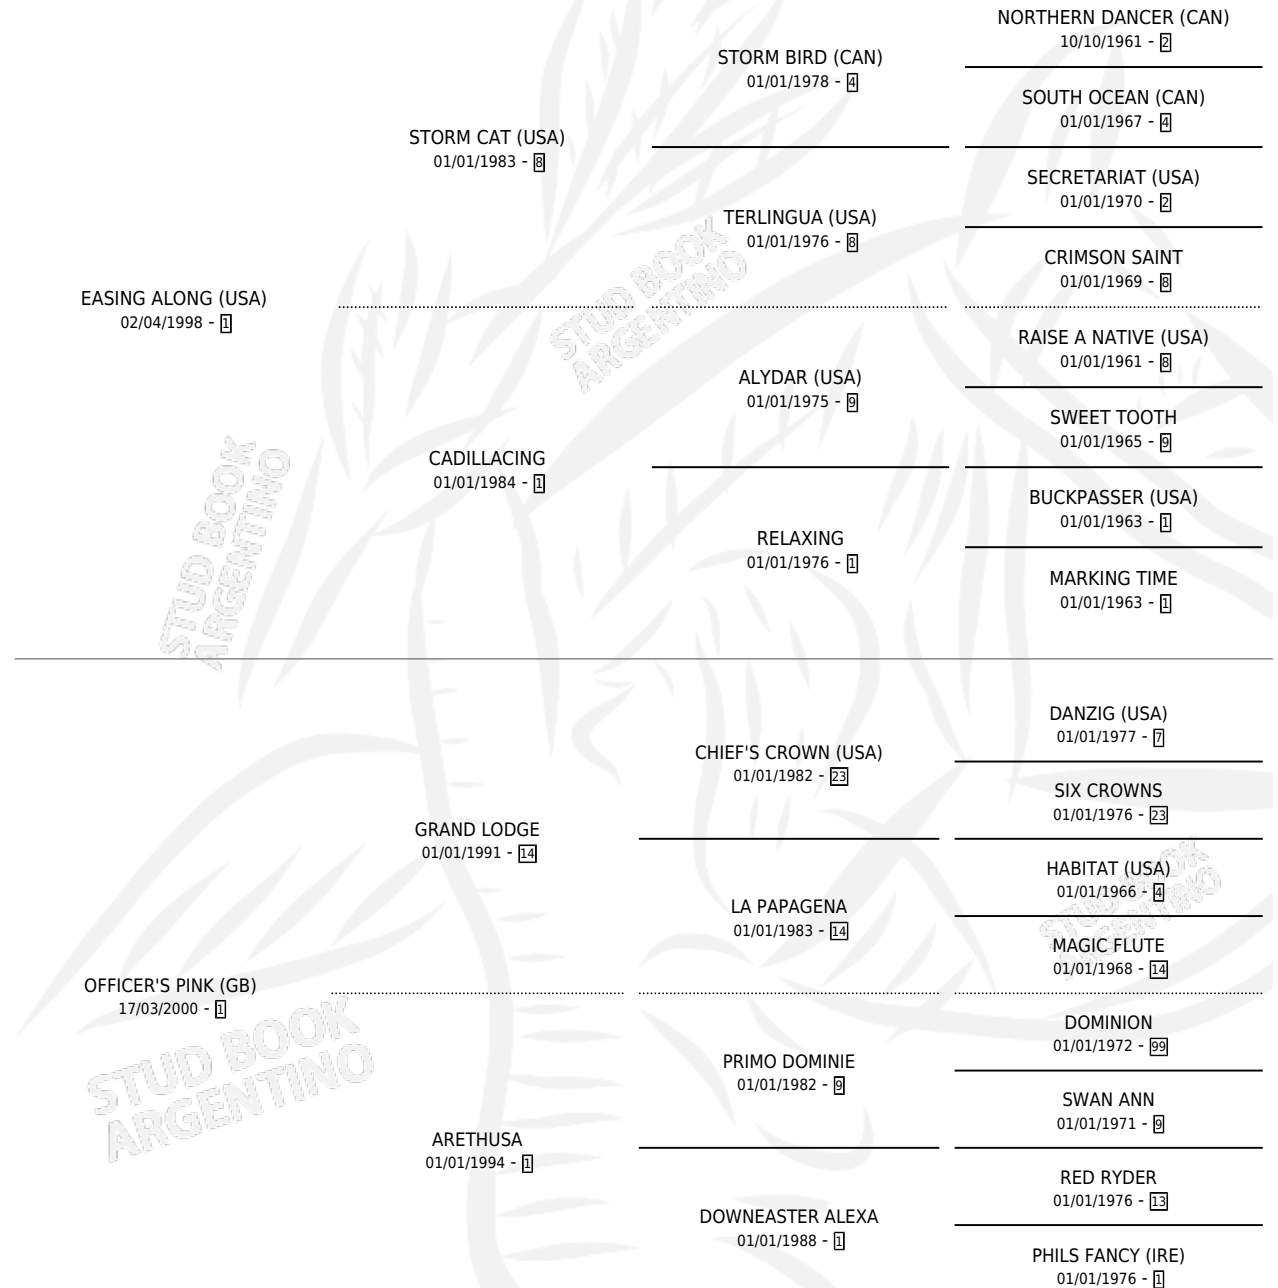 NORTHERN DANCER (CAN)
10/10/1961 - 2
STORM BIRD (CAN)
01/01/1978 - 4
SOUTH OCEAN (CAN)
01/01/1967 - 4
STORM CAT (USA)
01/01/1983 - 8
SECRETARIAT (USA)
01/01/1970 - 2
TERLINGUA (USA)
01/01/1976 - 8
CRIMSON SAINT
01/01/1969 - 8
EASING ALONG (USA)
02/04/1998 - 1
STUD BOOK
ARGENTINO
RAISE A NATIVE (USA)
01/01/1961 - 8
ALYDAR (USA)
01/01/1975 - 9
SWEET TOOTH
01/01/1965 - 9
CADILLACING
01/01/1984 - 1
BUCKPASSER (USA)
01/01/1963 - 1
RELAXING
01/01/1976 - 1
MARKING TIME
01/01/1963 - 1
STUD BOOK
ARGENTINO
DANZIG (USA)
01/01/1977 - 7
CHIEF'S CROWN (USA)
01/01/1982 - 23
SIX CROWNS
01/01/1976 - 23
GRAND LODGE
01/01/1991 - 14
HABITAT (USA)
01/01/1966 - 4
LA PAPAGENA
01/01/1983 - 14
STUD BOOK
ARGENTINO
MAGIC FLUTE
01/01/1968 - 14
OFFICER'S PINK (GB)
17/03/2000 - 1
DOMINION
01/01/1972 - 99
PRIMO DOMINIE
01/01/1982 - 9
STUD BOOK
ARGENTINO
SWAN ANN
01/01/1971 - 9
ARETHUSA
01/01/1994 - 1
RED RYDER
01/01/1976 - 13
DOWNEASTER ALEXA
01/01/1988 - 1
PHILS FANCY (IRE)
01/01/1976 - 1